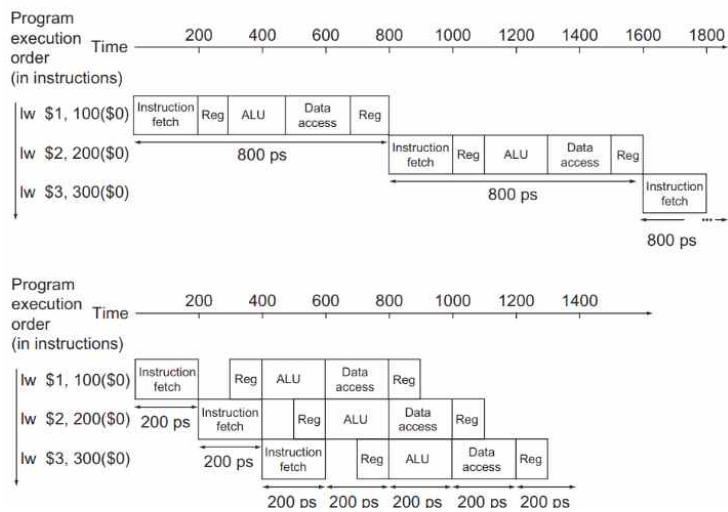 Program
execution
order
(in instructions)
Time
200 400 600 800 1000 1200 1400 1600 1800
lw $1, 100($0)
Instruction
fetch
Reg
ALU
Data
access
Reg
800 ps
lw $2, 200($0)
Instruction
fetch
Reg
ALU
Data
access
Reg
800 ps
lw $3, 300($0)
Instruction
fetch
...
800 ps
Program
execution
order
(in instructions)
Time
200 400 600 800 1000 1200 1400
lw $1, 100($0)
Instruction
fetch
Reg
ALU
Data
access
Reg
200 ps
lw $2, 200($0)
Instruction
fetch
Reg
ALU
Data
access
Reg
200 ps
lw $3, 300($0)
Instruction
fetch
Reg
ALU
Data
access
Reg
200 ps 200 ps 200 ps 200 ps 200 ps